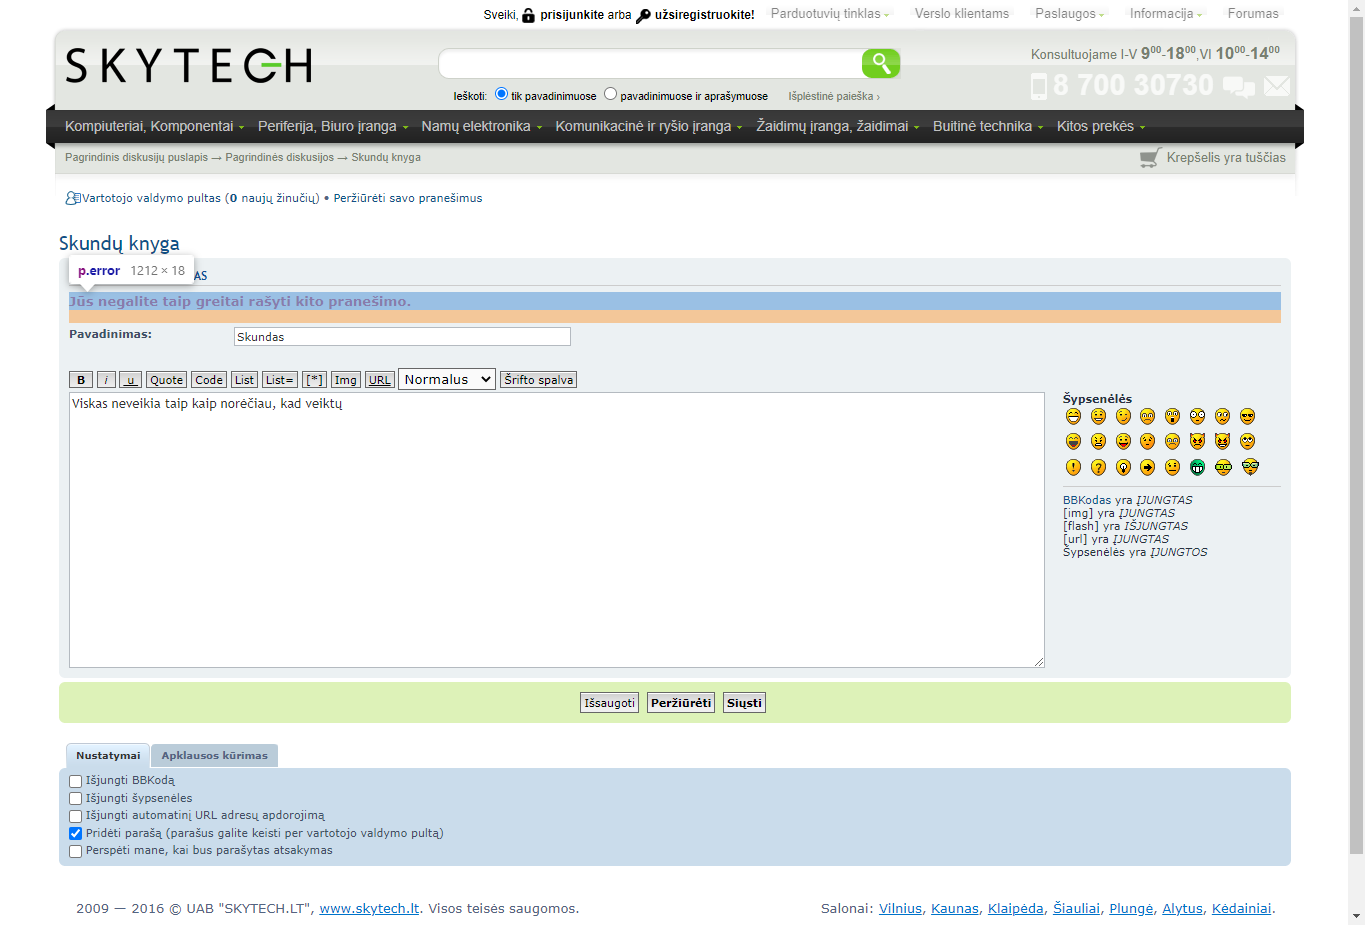 Sveiki, prisijunkite arba užsiregistruokite! Parduotuvių tinklas Verslo klientams Paslaugos Informacija Forumas
SKYTECH
Konsultuojame I-V 9⁰⁰-18⁰⁰,VI 10⁰⁰-14⁰⁰
8 700 30730
Ieškoti: tik pavadinimuose pavadinimuose ir aprašymuose Išplėstinė paieška ›
Kompiuteriai, Komponentai Periferija, Biuro įranga Namų elektronika Komunikacinė ir ryšio įranga Žaidimų įranga, žaidimai Buitinė technika Kitos prekės
Pagrindinis diskusijų puslapis → Pagrindinės diskusijos → Skundų knyga
Krepšelis yra tuščias
Vartotojo valdymo pultas (0 naujų žinučių) • Peržiūrėti savo pranešimus
Skundų knyga
p.error 1212 × 18
AS
Jūs negalite taip greitai rašyti kito pranešimo.
Pavadinimas: Skundas
B i u Quote Code List List= [*] Img URL Normalus Šrifto spalva
Viskas neveikia taip kaip norėčiau, kad veiktų
Šypsenėlės
BBKodas yra ĮJUNGTAS
[img] yra ĮJUNGTAS
[flash] yra IŠJUNGTAS
[url] yra ĮJUNGTAS
Šypsenėlės yra ĮJUNGTOS
Išsaugoti Peržiūrėti Siųsti
Nustatymai Apklausos kūrimas
Išjungti BBKodą
Išjungti šypsenėles
Išjungti automatinį URL adresų apdorojimą
Pridėti parašą (parašus galite keisti per vartotojo valdymo pultą)
Perspėti mane, kai bus parašytas atsakymas
2009 — 2016 © UAB "SKYTECH.LT", www.skytech.lt. Visos teisės saugomos.
Salonai: Vilnius, Kaunas, Klaipėda, Šiauliai, Plungė, Alytus, Kėdainiai.